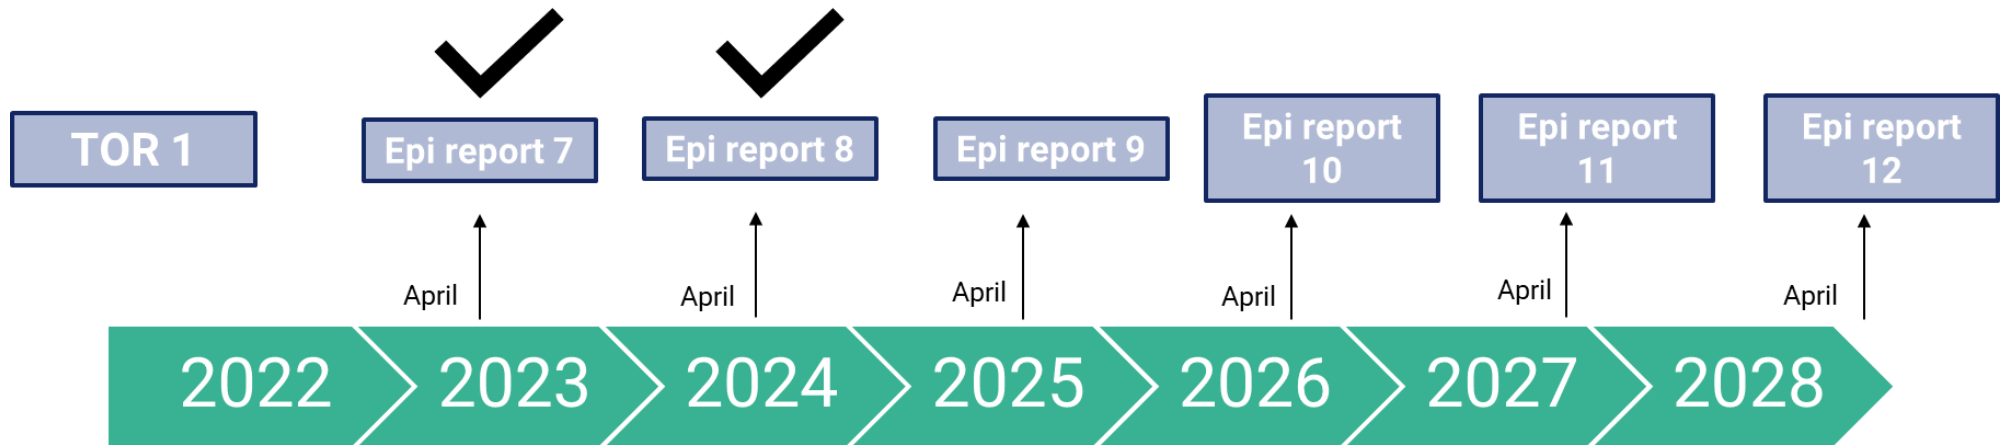 TOR 1
Epi report 7
Epi report 8
Epi report 9
Epi report
10
Epi report
11
Epi report
12
April
April
April
April
April
April
2022
2023
2024
2025
2026
2027
2028